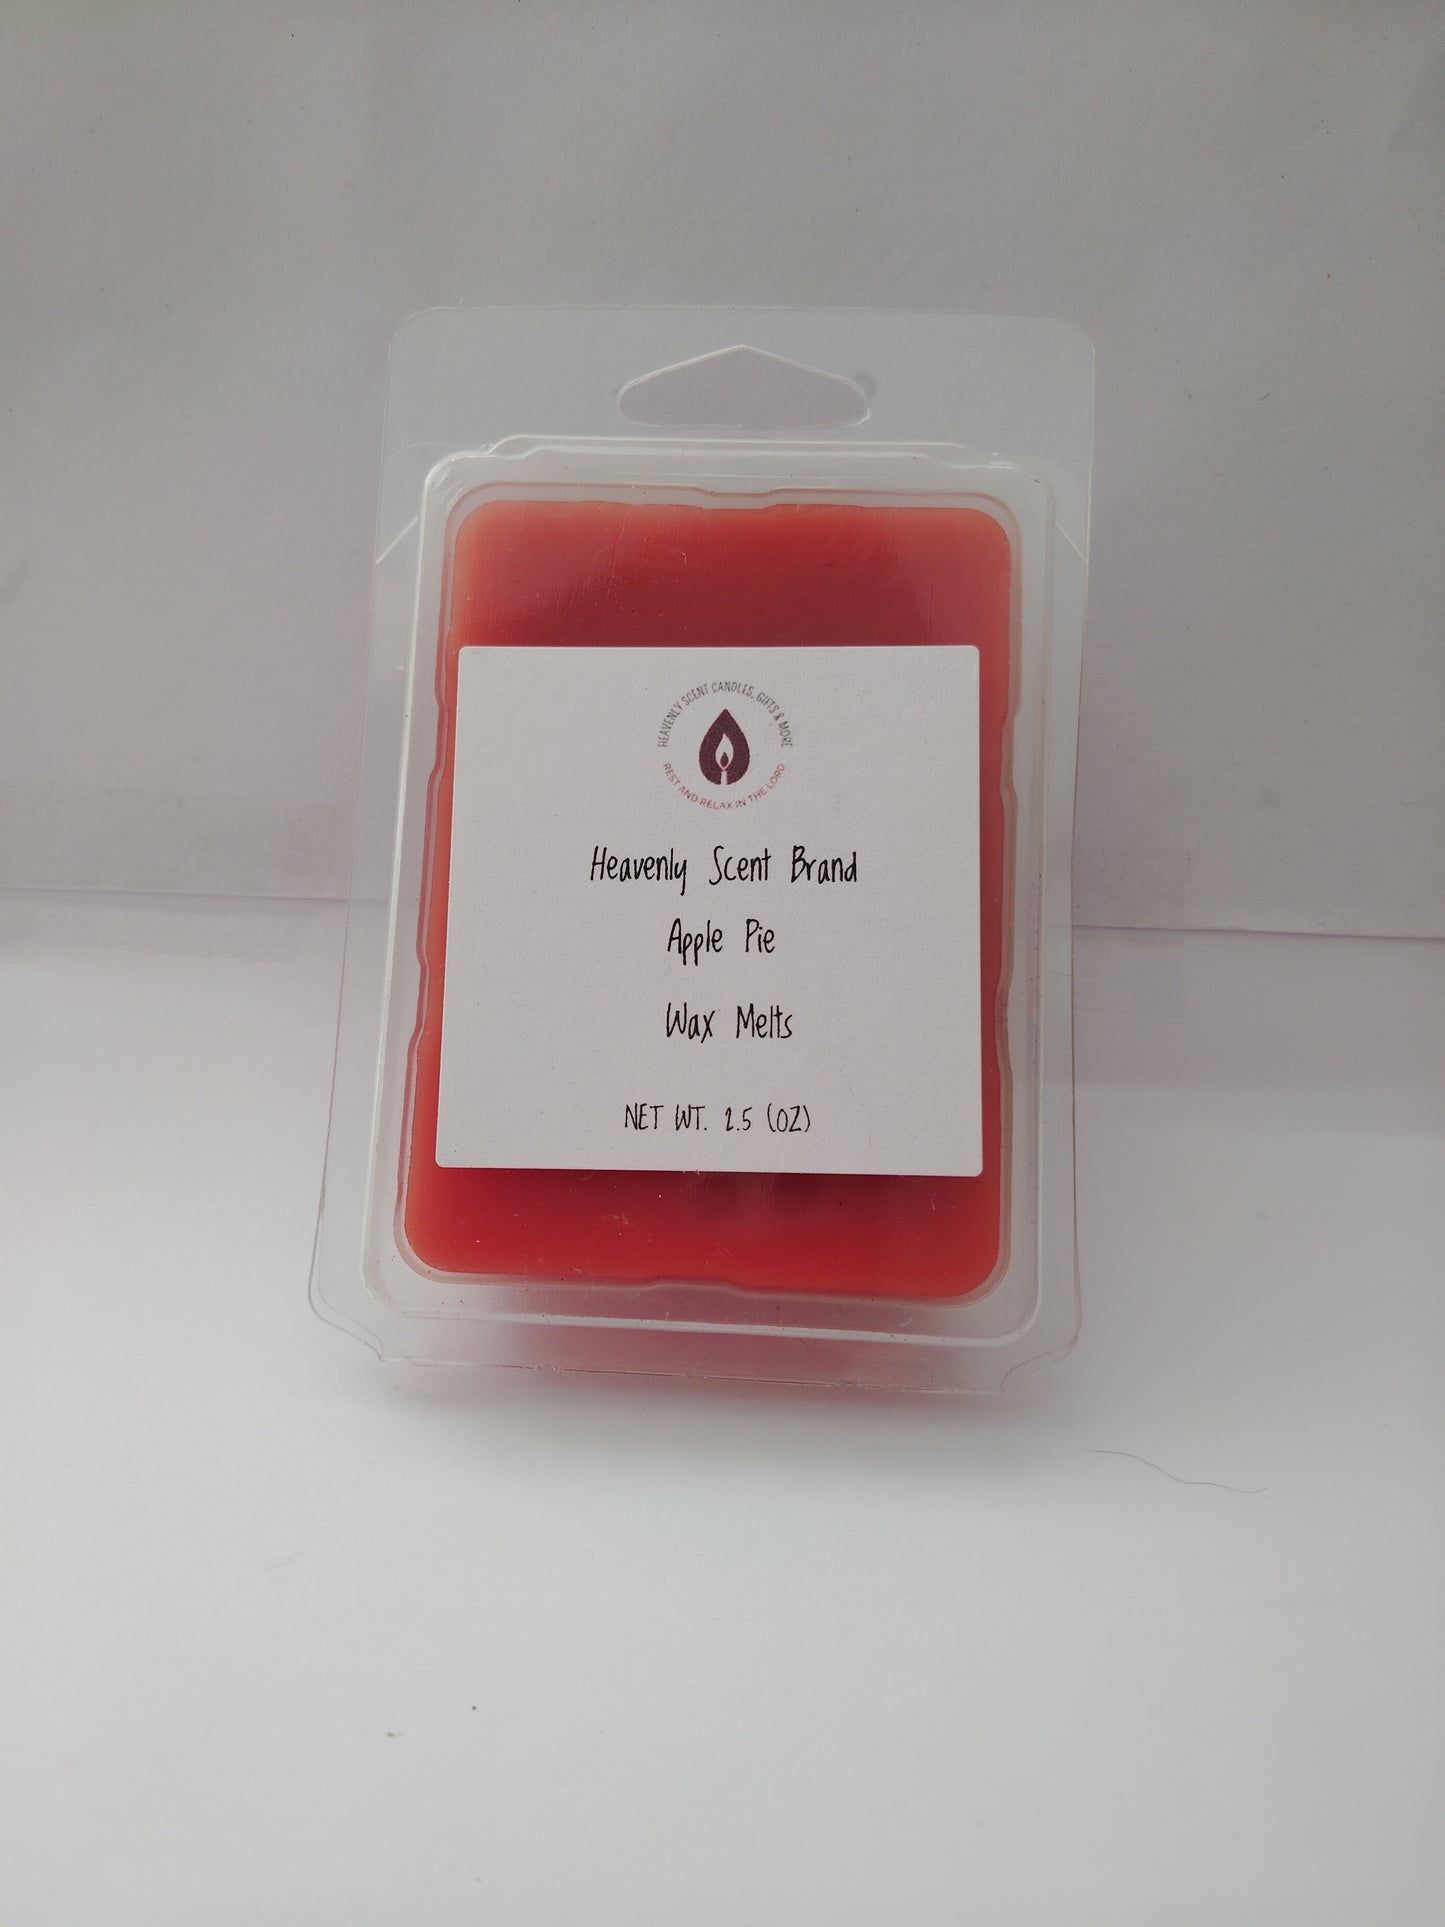 HEAVENLY SCENT CANDLES, GIFTS & MORE
REST AND RELAX IN THE LORD
Heavenly Scent Brand
Apple Pie
Wax Melts
NET WT. 2.5 (OZ)